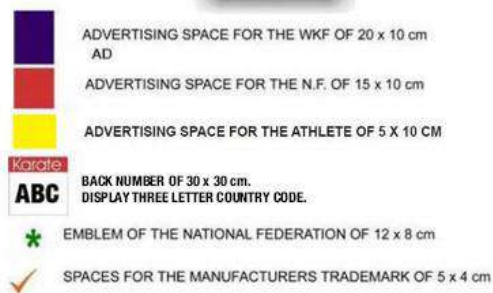 ADVERTISING SPACE FOR THE WKF OF 20 x 10 cm
AD
ADVERTISING SPACE FOR THE N.F. OF 15 x 10 cm
ADVERTISING SPACE FOR THE ATHLETE OF 5 X 10 CM
Karate
ABC
BACK NUMBER OF 30 x 30 cm.
DISPLAY THREE LETTER COUNTRY CODE.
EMBLEM OF THE NATIONAL FEDERATION OF 12 x 8 cm
SPACES FOR THE MANUFACTURERS TRADEMARK OF 5 x 4 cm